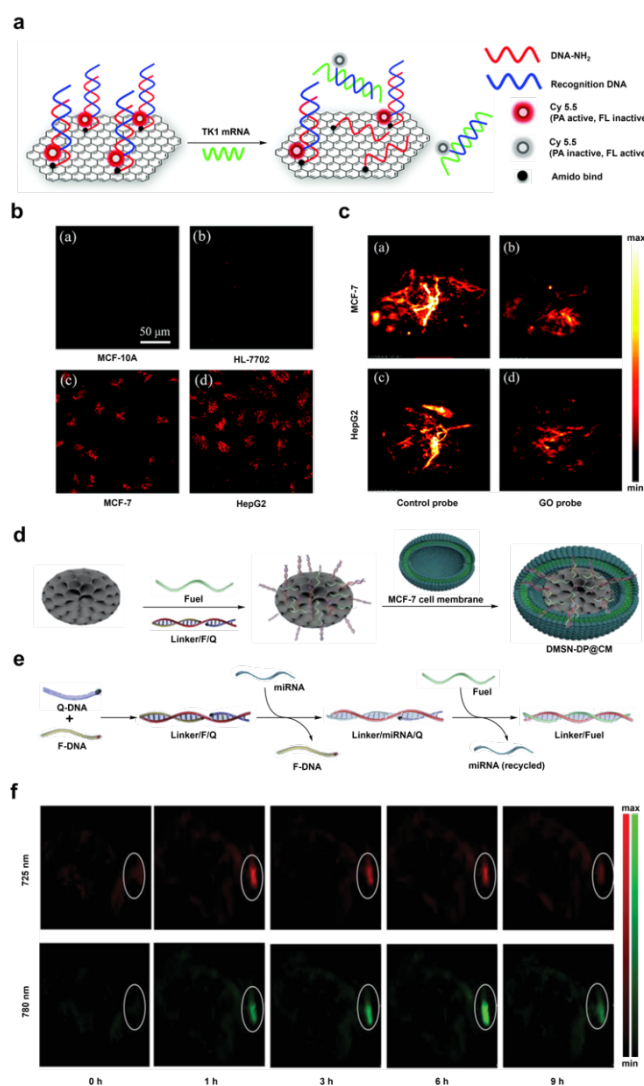 a
DNA-NH2
Recognition DNA
Cy 5.5
(PA active, FL inactive)
TK1 mRNA
Cy 5.5
(PA inactive, FL active)
Amido bind
b
(a)
(b)
50 μm
MCF-10A
HL-7702
(c)
(d)
MCF-7
HepG2
c
max
(a)
(b)
MCF-7
(c)
(d)
HepG2
min
Control probe
GO probe
d
Fuel
Linker/F/Q
MCF-7 cell membrane
DMSN-DP@CM
e
Q-DNA
+
F-DNA
Linker/F/Q
miRNA
F-DNA
Linker/miRNA/Q
Fuel
miRNA (recycled)
Linker/Fuel
f
max
725 nm
780 nm
min
0 h
1 h
3 h
6 h
9 h